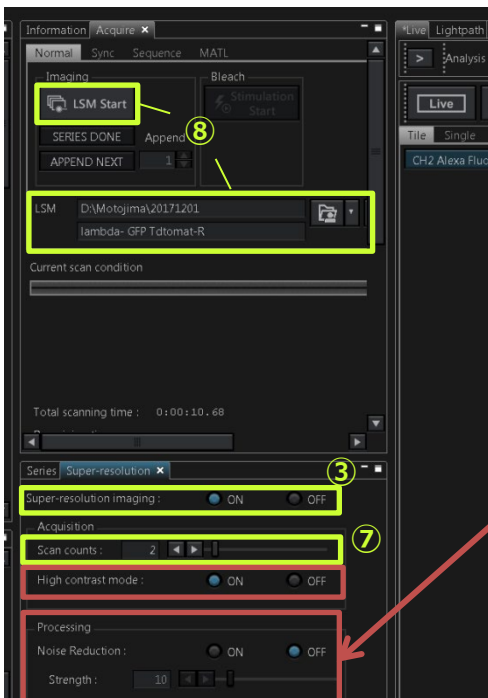 Information Acquire ×
Normal Sync Sequence MATL
Imaging Bleach
LSM Start
Stimulation
Start
⑧
SERIES DONE Append
APPEND NEXT 1
LSM D:\Motojima\20171201
lambda- GFP Tdtomat-R
Current scan condition
Total scanning time : 0:00:10.68
Series Super-resolution ×
③
Super-resolution imaging : ON OFF
Acquisition
⑦
Scan counts : 2
High contrast mode : ON OFF
Processing
Noise Reduction : ON OFF
Strength : 10
*Live Lightpath
> Analysis
Live
Tile Single
CH2 Alexa Fluo